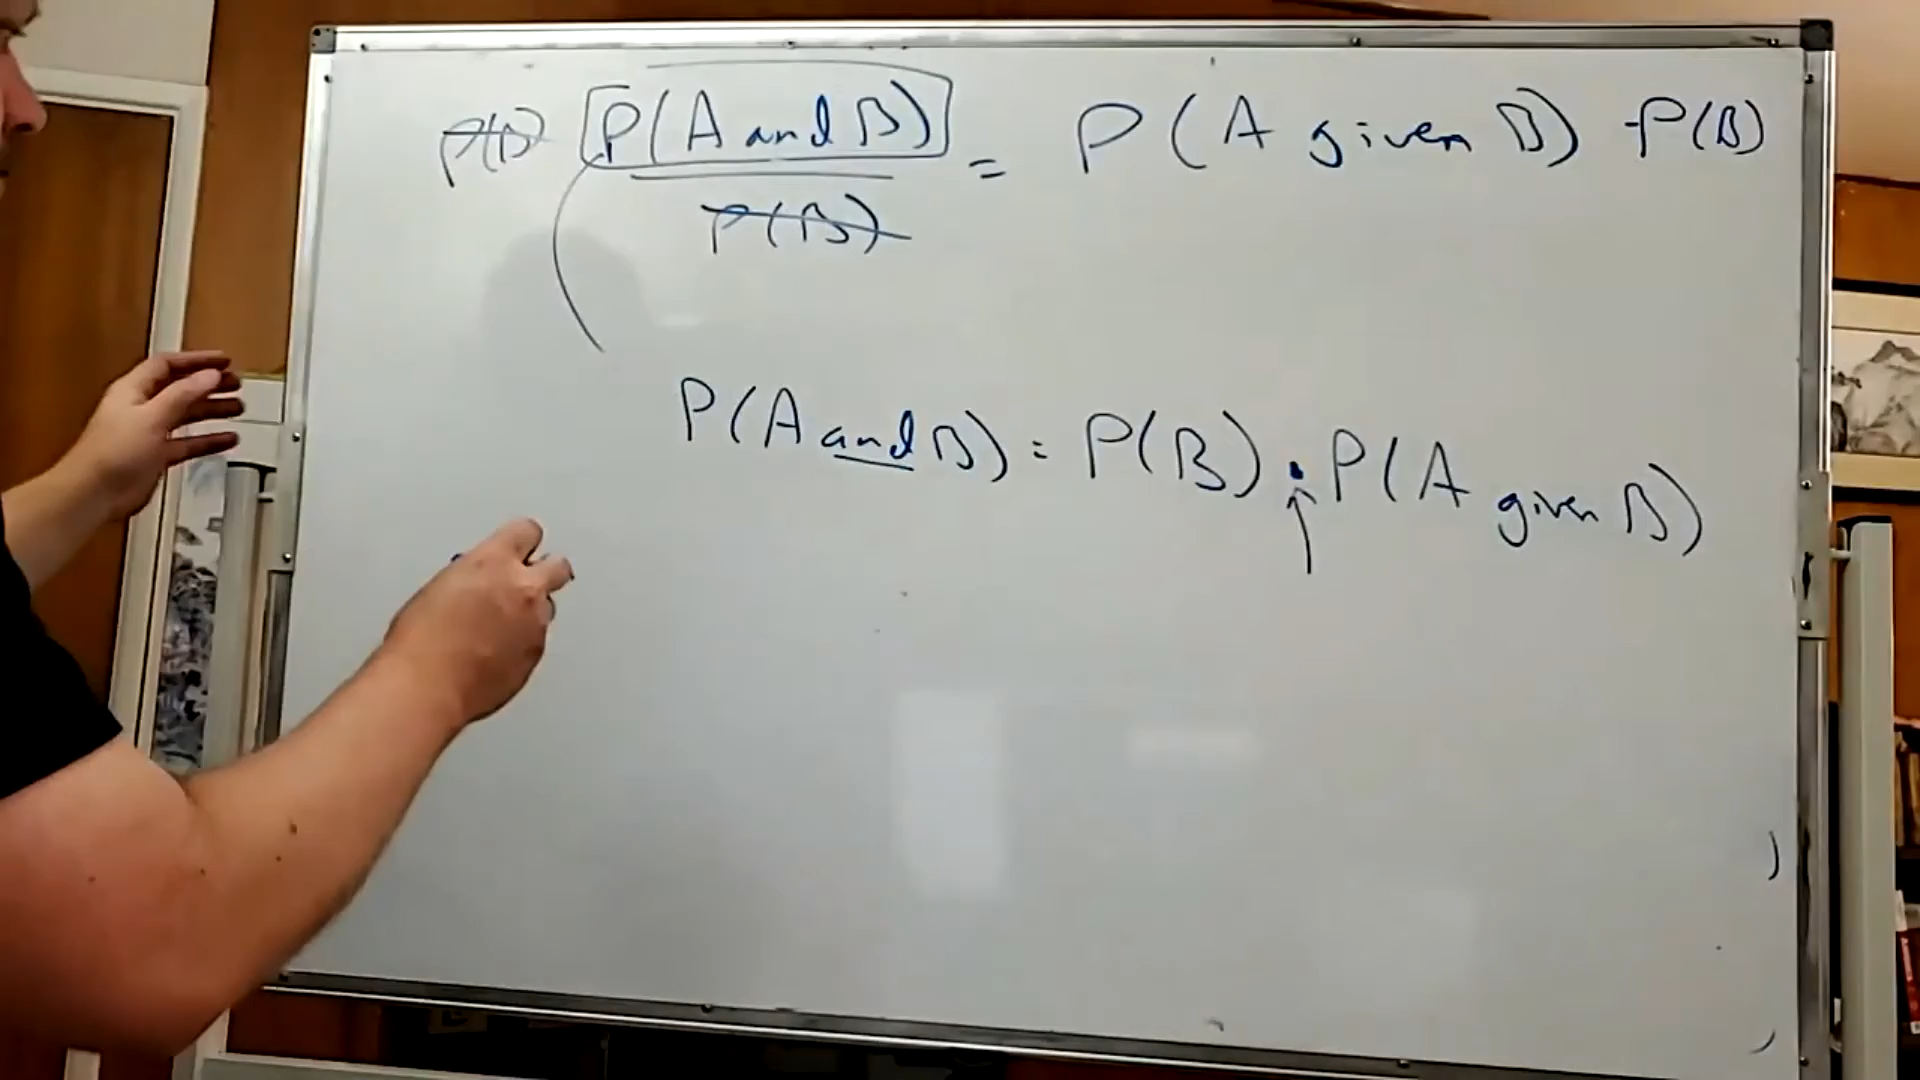 P(B) P(A and B) = P(A given B) · P(B)
P(B)
P(A and B) = P(B) · P(A given B)